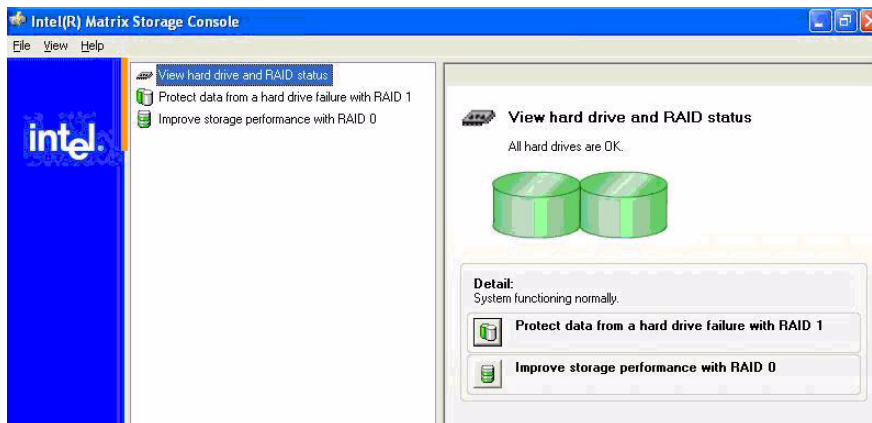 Intel(R) Matrix Storage Console
File View Help
intel.
View hard drive and RAID status
Protect data from a hard drive failure with RAID 1
Improve storage performance with RAID 0
View hard drive and RAID status
All hard drives are OK.
Detail:
System functioning normally.
Protect data from a hard drive failure with RAID 1
Improve storage performance with RAID 0